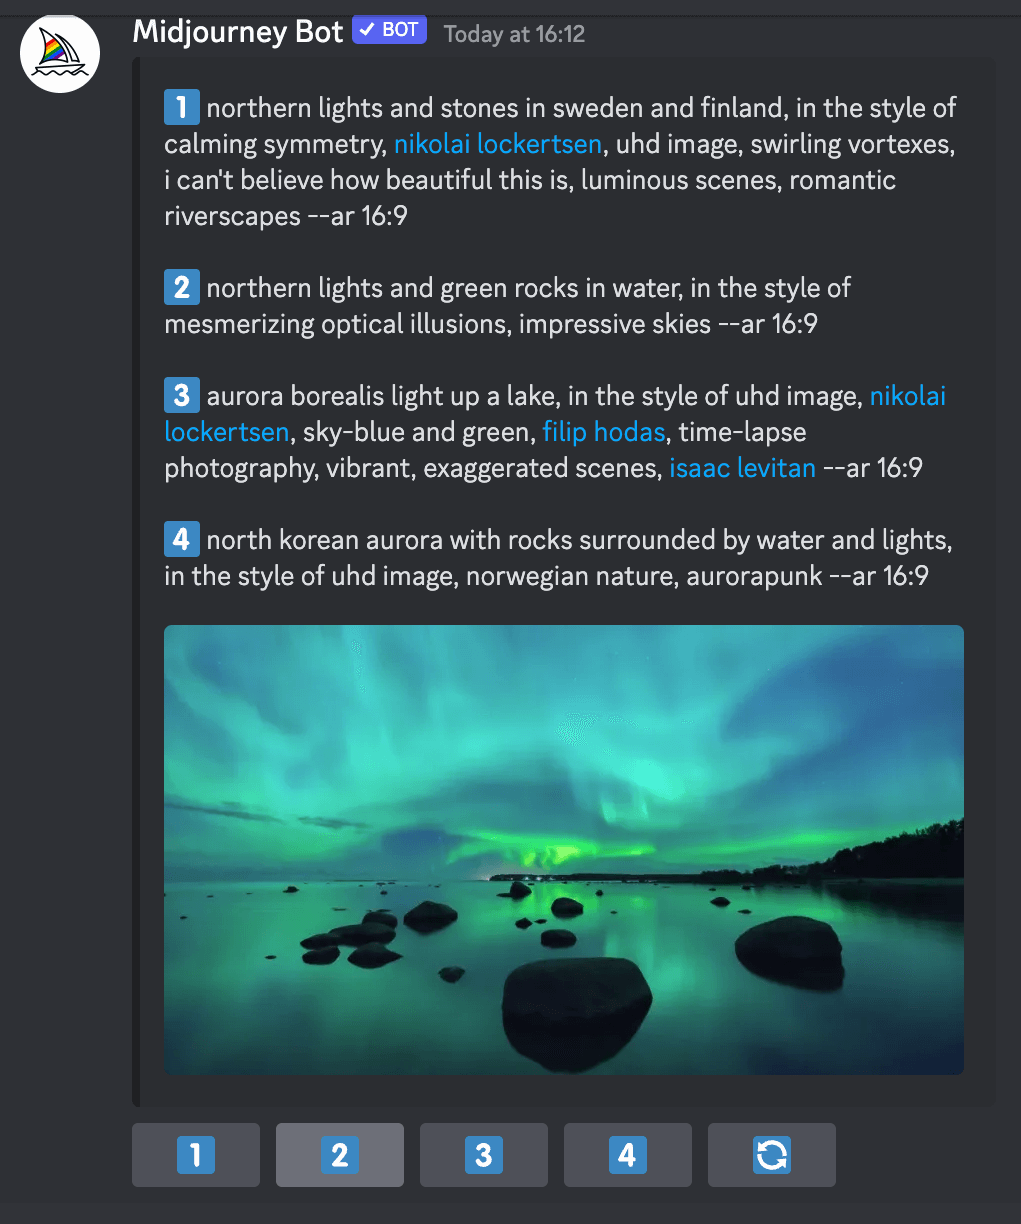 Midjourney Bot ✓ BOT Today at 16:12
1 northern lights and stones in sweden and finland, in the style of
calming symmetry, nikolai lockertsen, uhd image, swirling vortexes,
i can't believe how beautiful this is, luminous scenes, romantic
riverscapes --ar 16:9
2 northern lights and green rocks in water, in the style of
mesmerizing optical illusions, impressive skies --ar 16:9
3 aurora borealis light up a lake, in the style of uhd image, nikolai
lockertsen, sky-blue and green, filip hodas, time-lapse
photography, vibrant, exaggerated scenes, isaac levitan --ar 16:9
4 north korean aurora with rocks surrounded by water and lights,
in the style of uhd image, norwegian nature, aurorapunk --ar 16:9
1 2 3 4